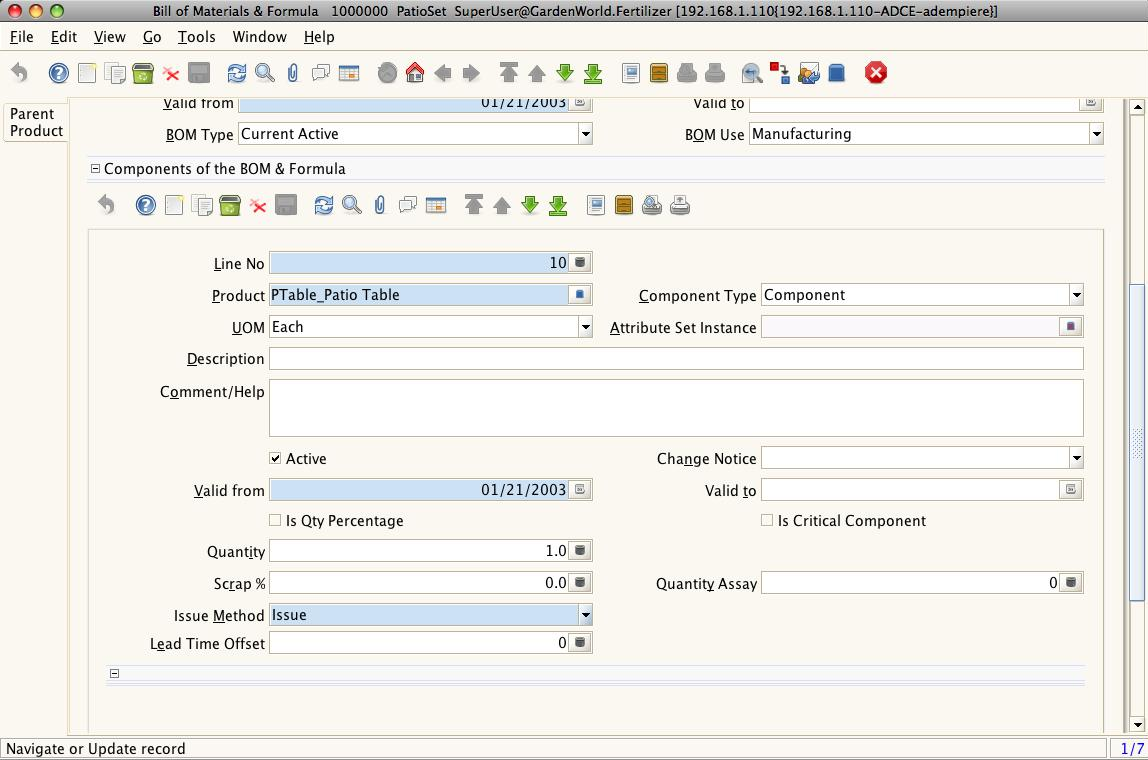 Bill of Materials & Formula 1000000 PatioSet SuperUser@GardenWorld.Fertilizer [192.168.1.110{192.168.1.110-ADCE-adempiere}]
File Edit View Go Tools Window Help
Parent
Product
Valid from 01/21/2003 Valid to
BOM Type Current Active BOM Use Manufacturing
Components of the BOM & Formula
Line No 10
Product PTable_Patio Table Component Type Component
UOM Each Attribute Set Instance
Description
Comment/Help
Active Change Notice
Valid from 01/21/2003 Valid to
Is Qty Percentage Is Critical Component
Quantity 1.0
Scrap % 0.0 Quantity Assay 0
Issue Method Issue
Lead Time Offset 0
Navigate or Update record 1/7